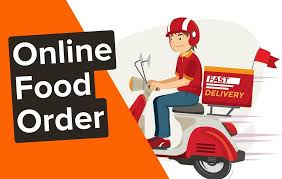 Online
Food
Order
FAST
DELIVERY